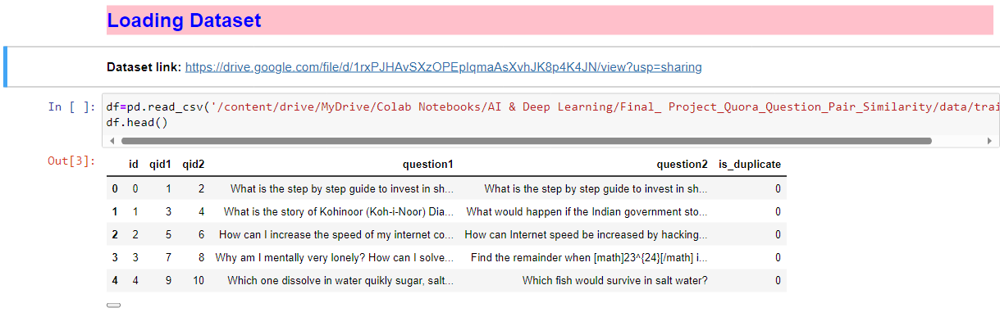 Loading Dataset
Dataset link: https://drive.google.com/file/d/1rxPJHAvSXzOPEplqmaAsXvhJK8p4K4JN/view?usp=sharing
In [ ]: df=pd.read_csv('/content/drive/MyDrive/Colab Notebooks/AI & Deep Learning/Final_ Project_Quora_Question_Pair_Similarity/data/trai
df.head()
Out[3]:
id qid1 qid2 question1 question2 is_duplicate
0 0 1 2 What is the step by step guide to invest in sh... What is the step by step guide to invest in sh... 0
1 1 3 4 What is the story of Kohinoor (Koh-i-Noor) Dia... What would happen if the Indian government sto... 0
2 2 5 6 How can I increase the speed of my internet co... How can Internet speed be increased by hacking... 0
3 3 7 8 Why am I mentally very lonely? How can I solve... Find the remainder when [math]23^{24}[/math] i... 0
4 4 9 10 Which one dissolve in water quikly sugar, salt... Which fish would survive in salt water? 0